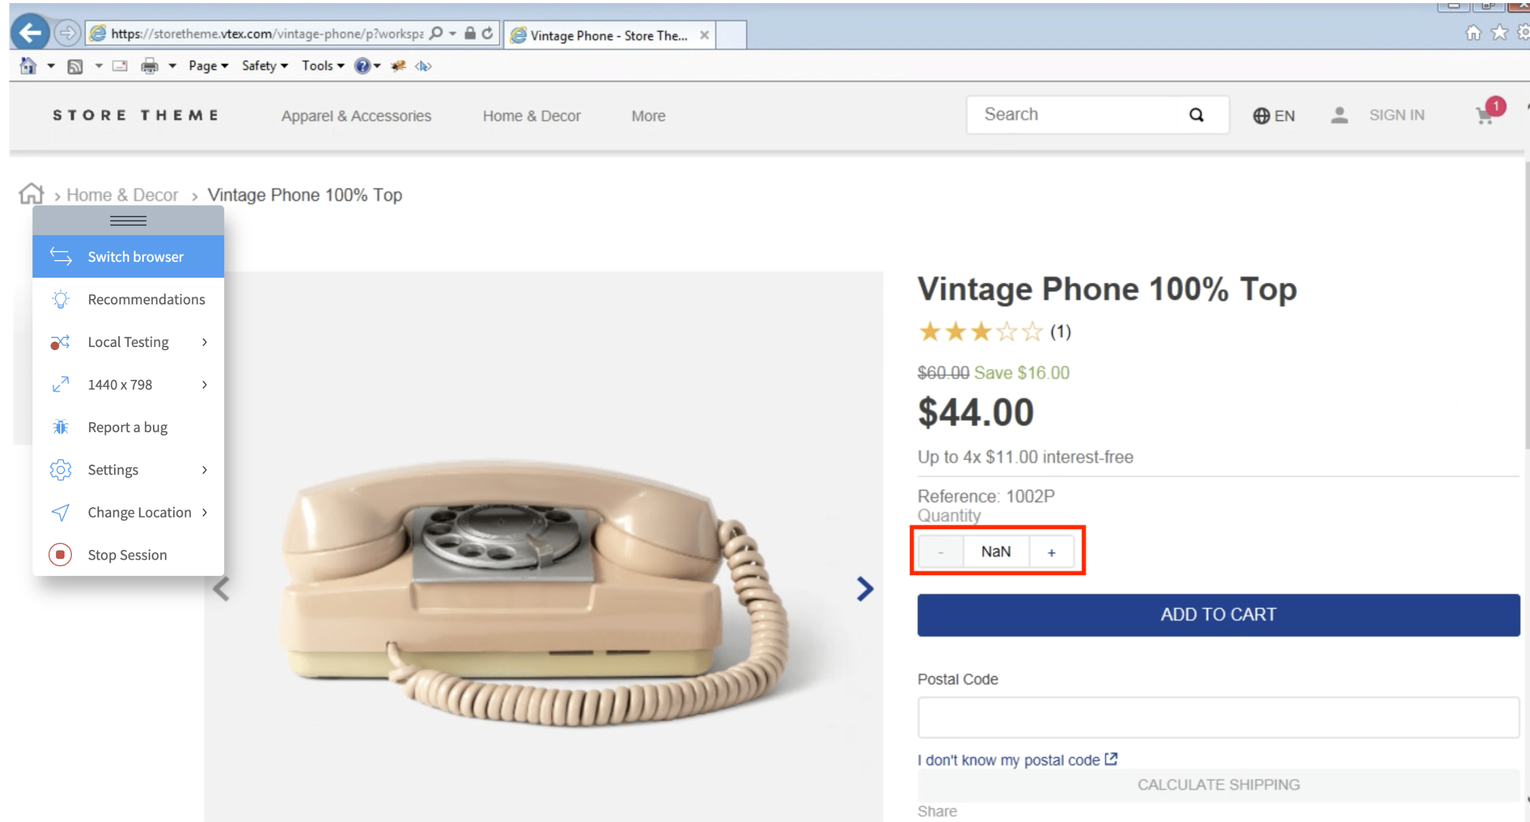 https://storetheme.vtex.com/vintage-phone/p?workspa
Vintage Phone - Store The...
Page Safety Tools
STORE THEME
Apparel & Accessories Home & Decor More
Search
EN
SIGN IN
1
Home & Decor > Vintage Phone 100% Top
Switch browser
Recommendations
Local Testing
1440 x 798
Report a bug
Settings
Change Location
Stop Session
Vintage Phone 100% Top
(1)
$60.00 Save $16.00
$44.00
Up to 4x $11.00 interest-free
Reference: 1002P
Quantity
- NaN +
ADD TO CART
Postal Code
I don't know my postal code
CALCULATE SHIPPING
Share